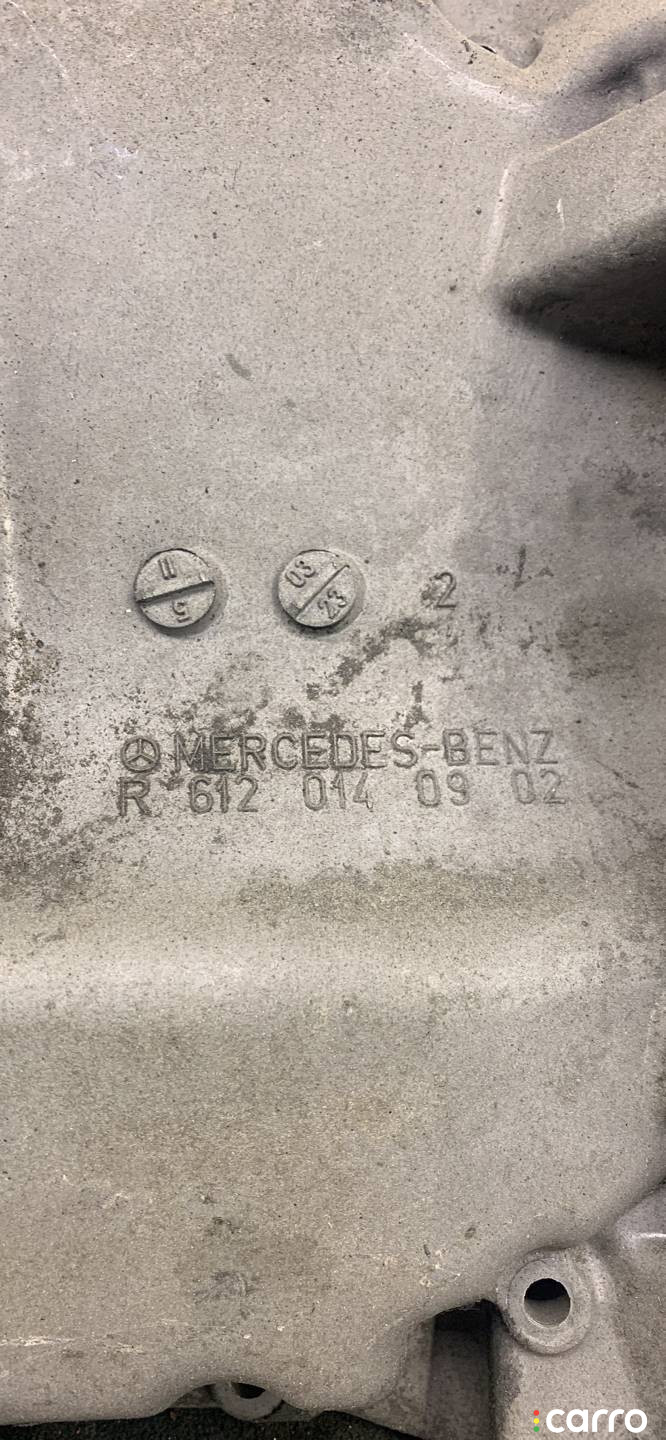 11
5
03
23
2
MERCEDES-BENZ
R 612 014 09 02
carro